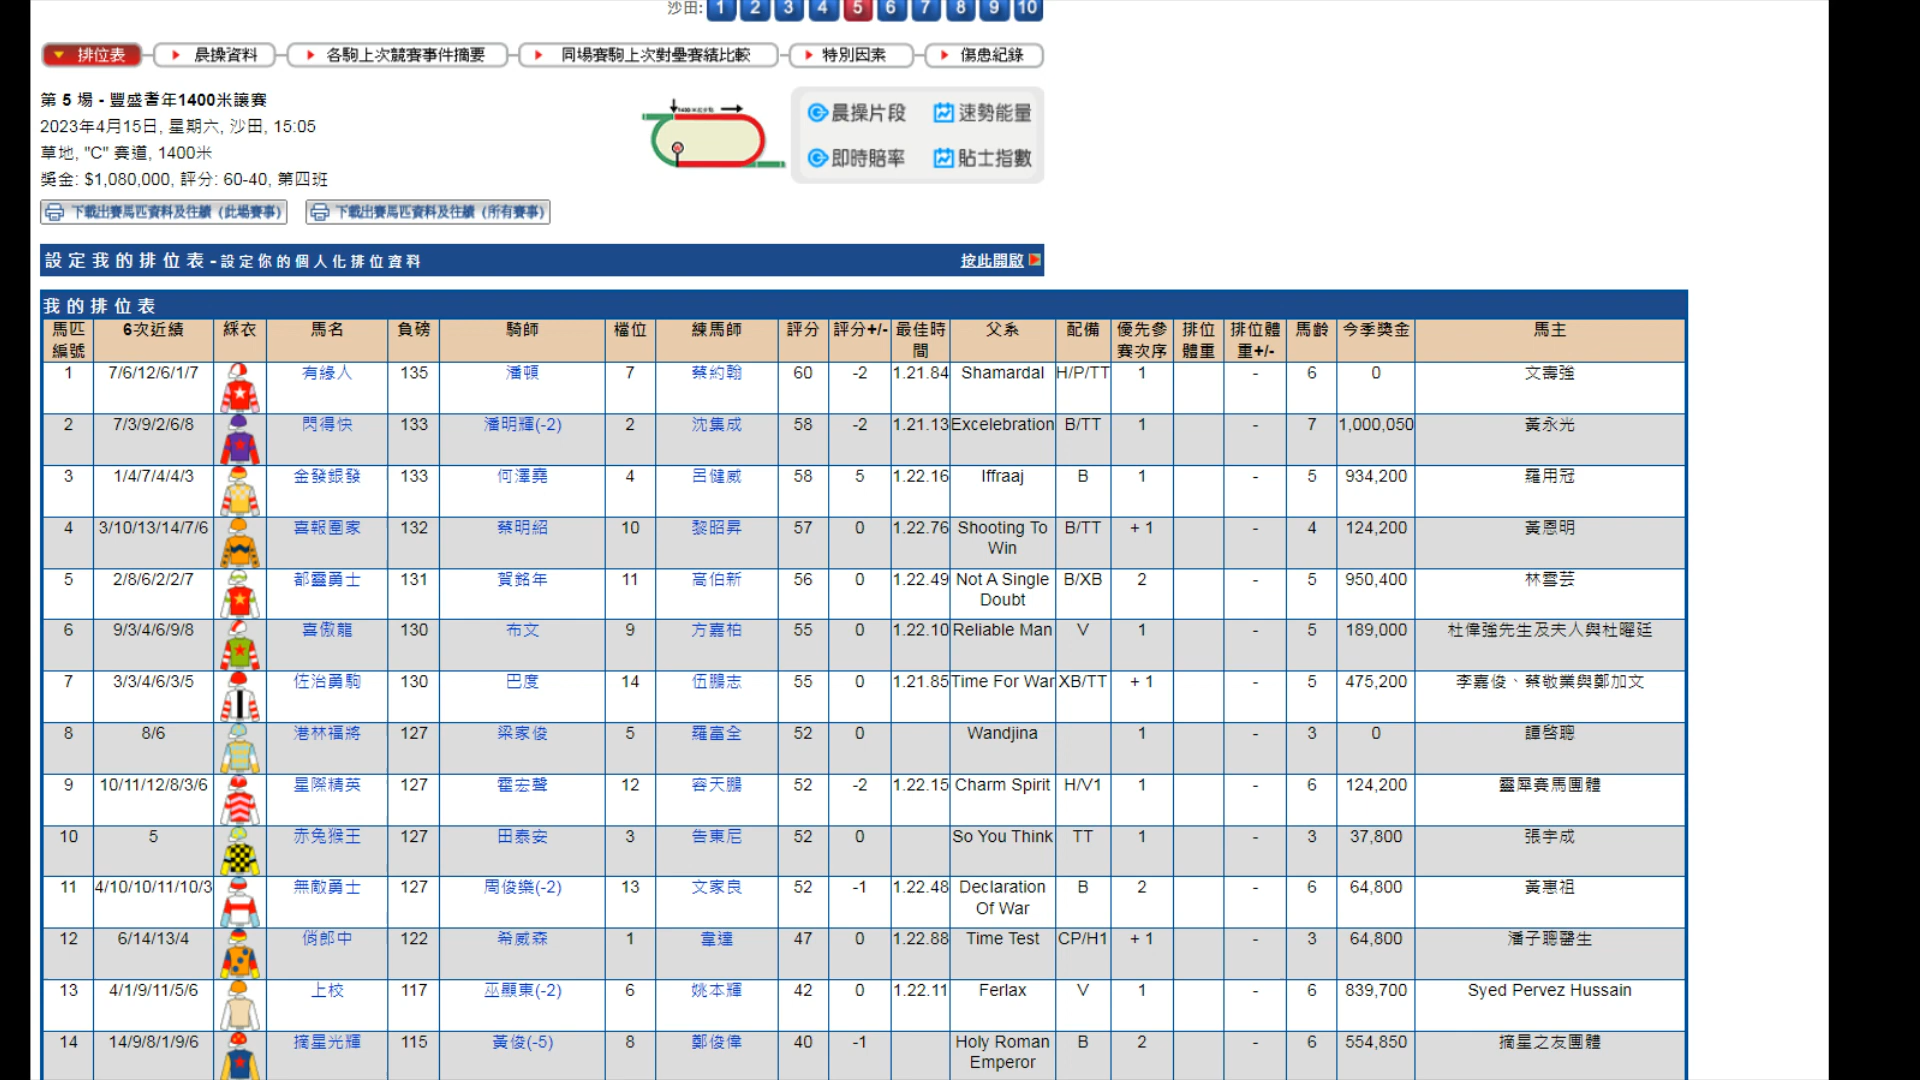 沙田: 1 2 3 4 5 6 7 8 9 10
排位表 晨操資料 各駒上次競賽事件摘要 同場賽駒上次對壘賽績比較 特別因素 傷患紀錄
第 5 場 - 豐盛耆年1400米讓賽
2023年4月15日, 星期六, 沙田, 15:05
草地, "C" 賽道, 1400米
獎金: $1,080,000, 評分: 60-40, 第四班
晨操片段 速勢能量
即時賠率 貼士指數
下載出賽馬匹資料及往績 (此場賽事) 下載出賽馬匹資料及往績 (所有賽事)
設定我的排位表 - 設定你的個人化排位資料 按此開啟
我的排位表
馬匹編號 6次近績 綵衣 馬名 負磅 騎師 檔位 練馬師 評分 評分+/- 最佳時間 父系 配備 優先參賽次序 排位體重 排位體重+/- 馬齡 今季獎金 馬主
1 7/6/12/6/1/7 有緣人 135 潘頓 7 蔡約翰 60 -2 1.21.84 Shamardal H/P/TT 1 - 6 0 文壽強
2 7/3/9/2/6/8 閃得快 133 潘明輝(-2) 2 沈集成 58 -2 1.21.13 Excelebration B/TT 1 - 7 1,000,050 黃永光
3 1/4/7/4/4/3 金發銀發 133 何澤堯 4 呂健威 58 5 1.22.16 Iffraaj B 1 - 5 934,200 羅用冠
4 3/10/13/14/7/6 喜報圍家 132 蔡明紹 10 黎昭昇 57 0 1.22.76 Shooting To Win B/TT + 1 - 4 124,200 黃恩明
5 2/8/6/2/2/7 都靈勇士 131 賀銘年 11 高伯新 56 0 1.22.49 Not A Single Doubt B/XB 2 - 5 950,400 林雪芸
6 9/3/4/6/9/8 喜傲龍 130 布文 9 方嘉柏 55 0 1.22.10 Reliable Man V 1 - 5 189,000 杜偉強先生及夫人與杜曜廷
7 3/3/4/6/3/5 佐治勇駒 130 巴度 14 伍鵬志 55 0 1.21.85 Time For War XB/TT + 1 - 5 475,200 李嘉俊、蔡敬業與鄭加文
8 8/6 港林福將 127 梁家俊 5 羅富全 52 0 Wandjina 1 - 3 0 譚啓聰
9 10/11/12/8/3/6 星際精英 127 霍宏聲 12 容天鵬 52 -2 1.22.15 Charm Spirit H/V1 1 - 6 124,200 靈犀賽馬團體
10 5 赤兔猴王 127 田泰安 3 告東尼 52 0 So You Think TT 1 - 3 37,800 張宇成
11 4/10/10/11/10/3 無敵勇士 127 周俊樂(-2) 13 文家良 52 -1 1.22.48 Declaration Of War B 2 - 6 64,800 黃惠祖
12 6/14/13/4 俏郎中 122 希威森 1 韋達 47 0 1.22.88 Time Test CP/H1 + 1 - 3 64,800 潘子聰醫生
13 4/1/9/11/5/6 上校 117 巫顯東(-2) 6 姚本輝 42 0 1.22.11 Ferlax V 1 - 6 839,700 Syed Pervez Hussain
14 14/9/8/1/9/6 摘星光輝 115 黃俊(-5) 8 鄭俊偉 40 -1 Holy Roman Emperor B 2 - 6 554,850 摘星之友團體